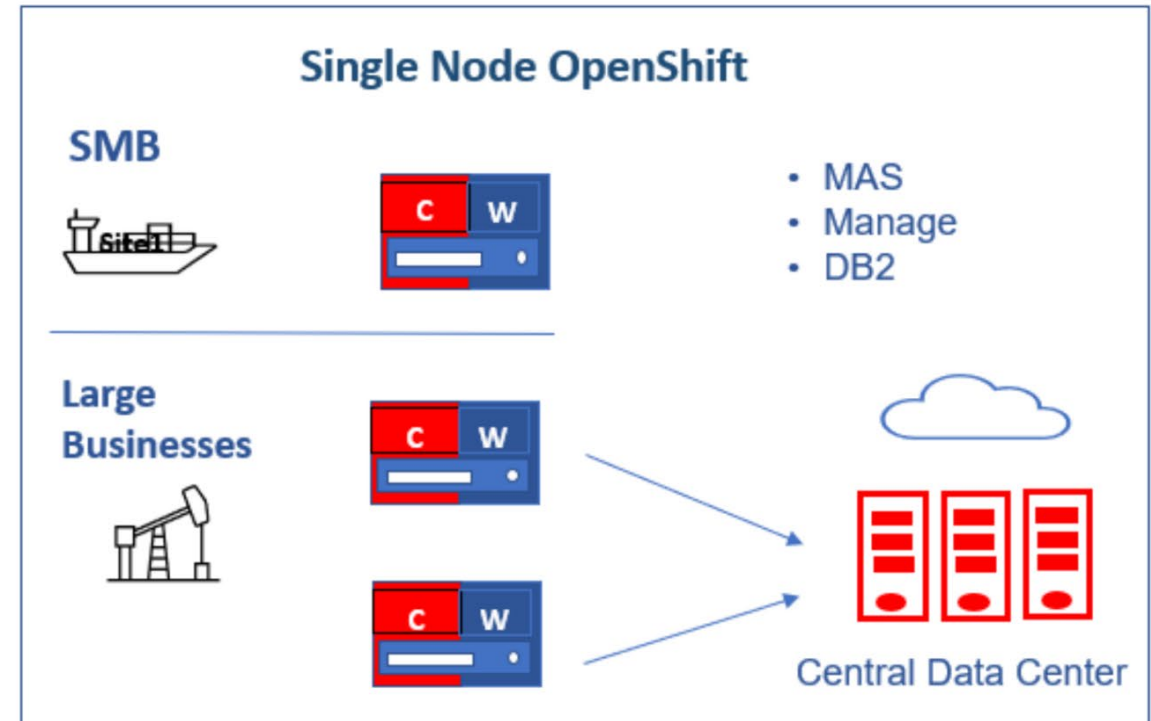 Single Node OpenShift
SMB
Site1
C W
• MAS
• Manage
• DB2
Large
Businesses
C W
C W
Central Data Center